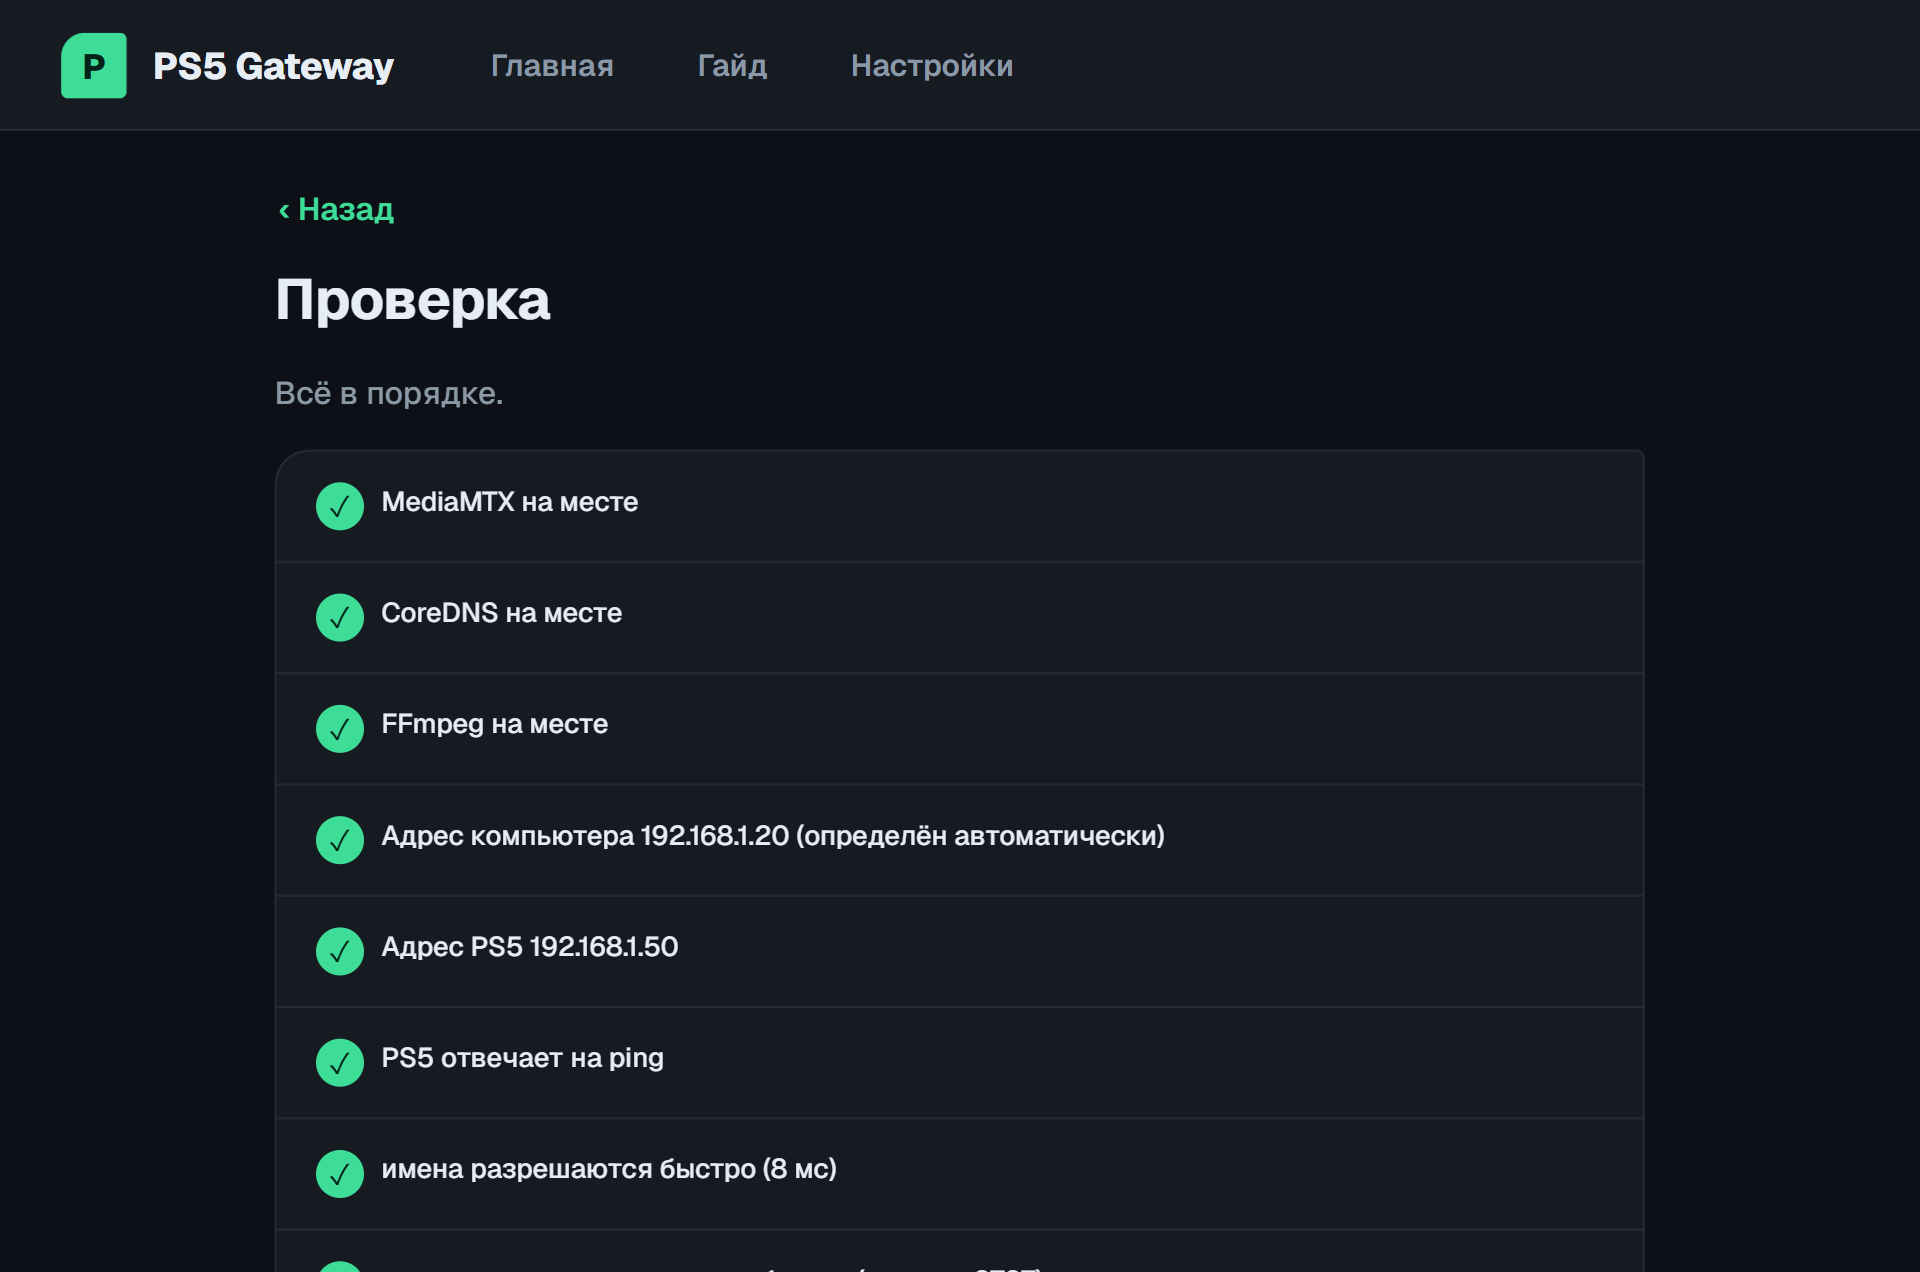 P PS5 Gateway Главная Гайд Настройки
‹ Назад
Проверка
Всё в порядке.
✓ MediaMTX на месте
✓ CoreDNS на месте
✓ FFmpeg на месте
✓ Адрес компьютера 192.168.1.20 (определён автоматически)
✓ Адрес PS5 192.168.1.50
✓ PS5 отвечает на ping
✓ имена разрешаются быстро (8 мс)